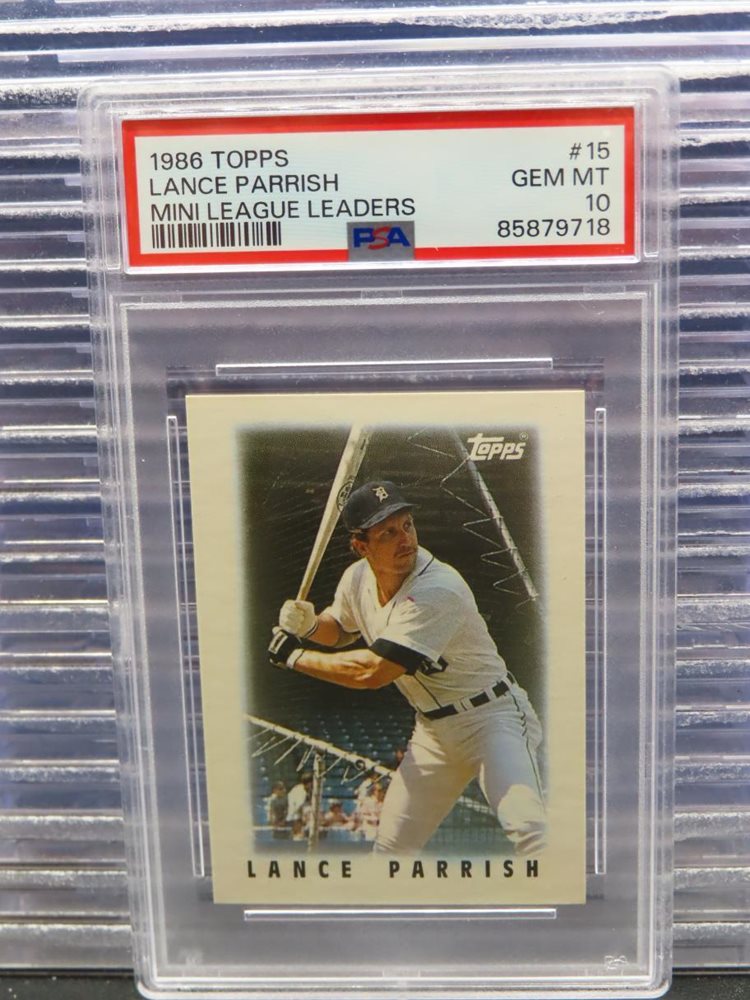 1986 TOPPS #15
LANCE PARRISH GEM MT
MINI LEAGUE LEADERS 10
PSA 85879718
topps
LANCE PARRISH